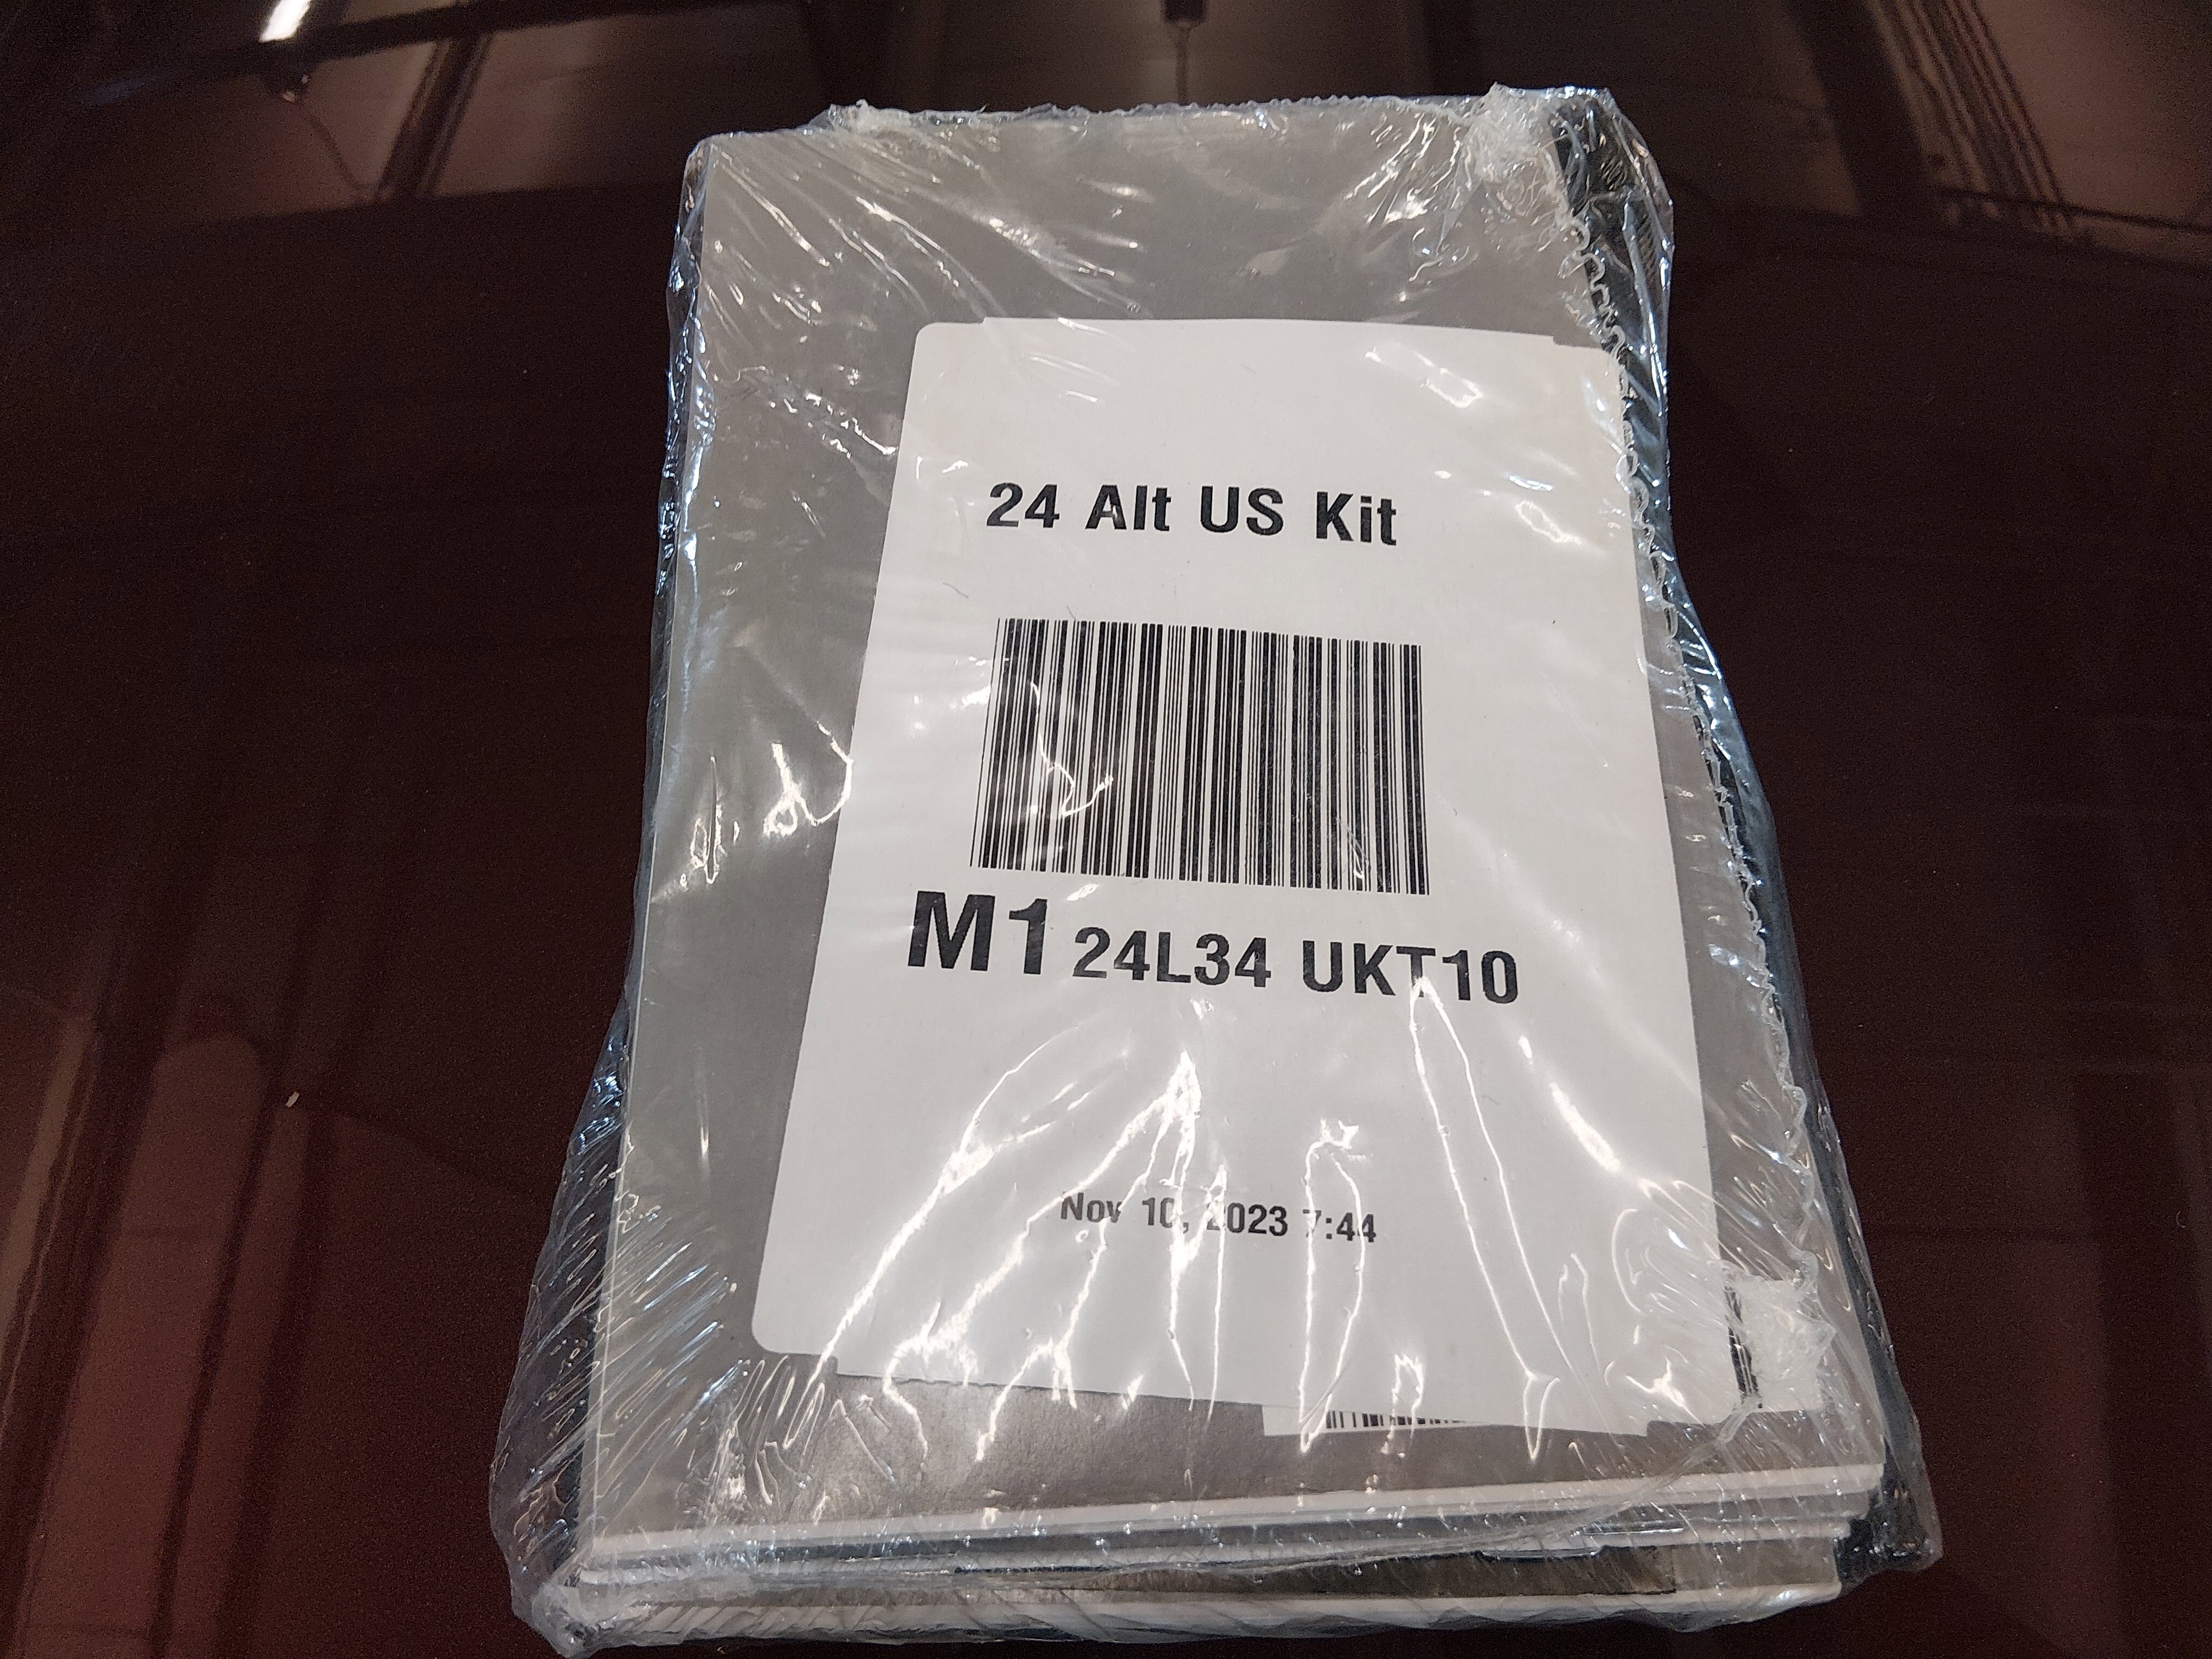 24 Alt US Kit
M1 24L34 UKT10
Nov 10, 2023 7:44